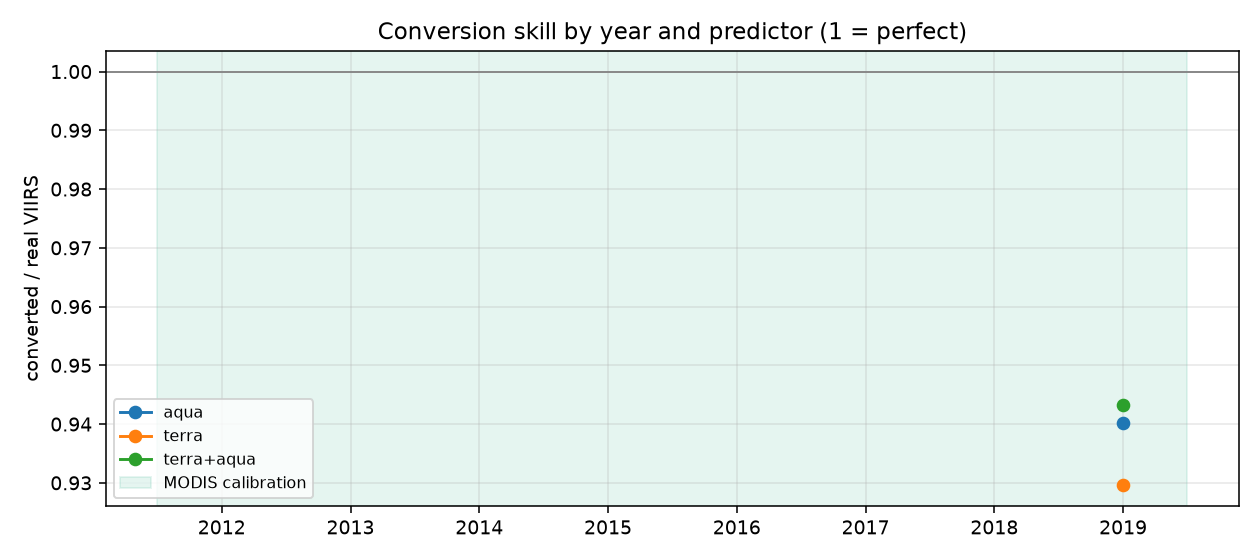 Conversion skill by year and predictor (1 = perfect)
converted / real VIIRS
1.00
0.99
0.98
0.97
0.96
0.95
0.94
0.93
aqua
terra
terra+aqua
MODIS calibration
2012 2013 2014 2015 2016 2017 2018 2019